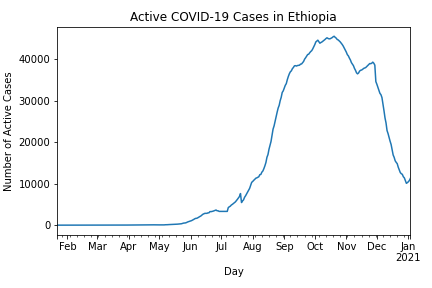 Active COVID-19 Cases in Ethiopia
Number of Active Cases
40000
30000
20000
10000
0
Feb Mar Apr May Jun Jul Aug Sep Oct Nov Dec Jan
2021
Day